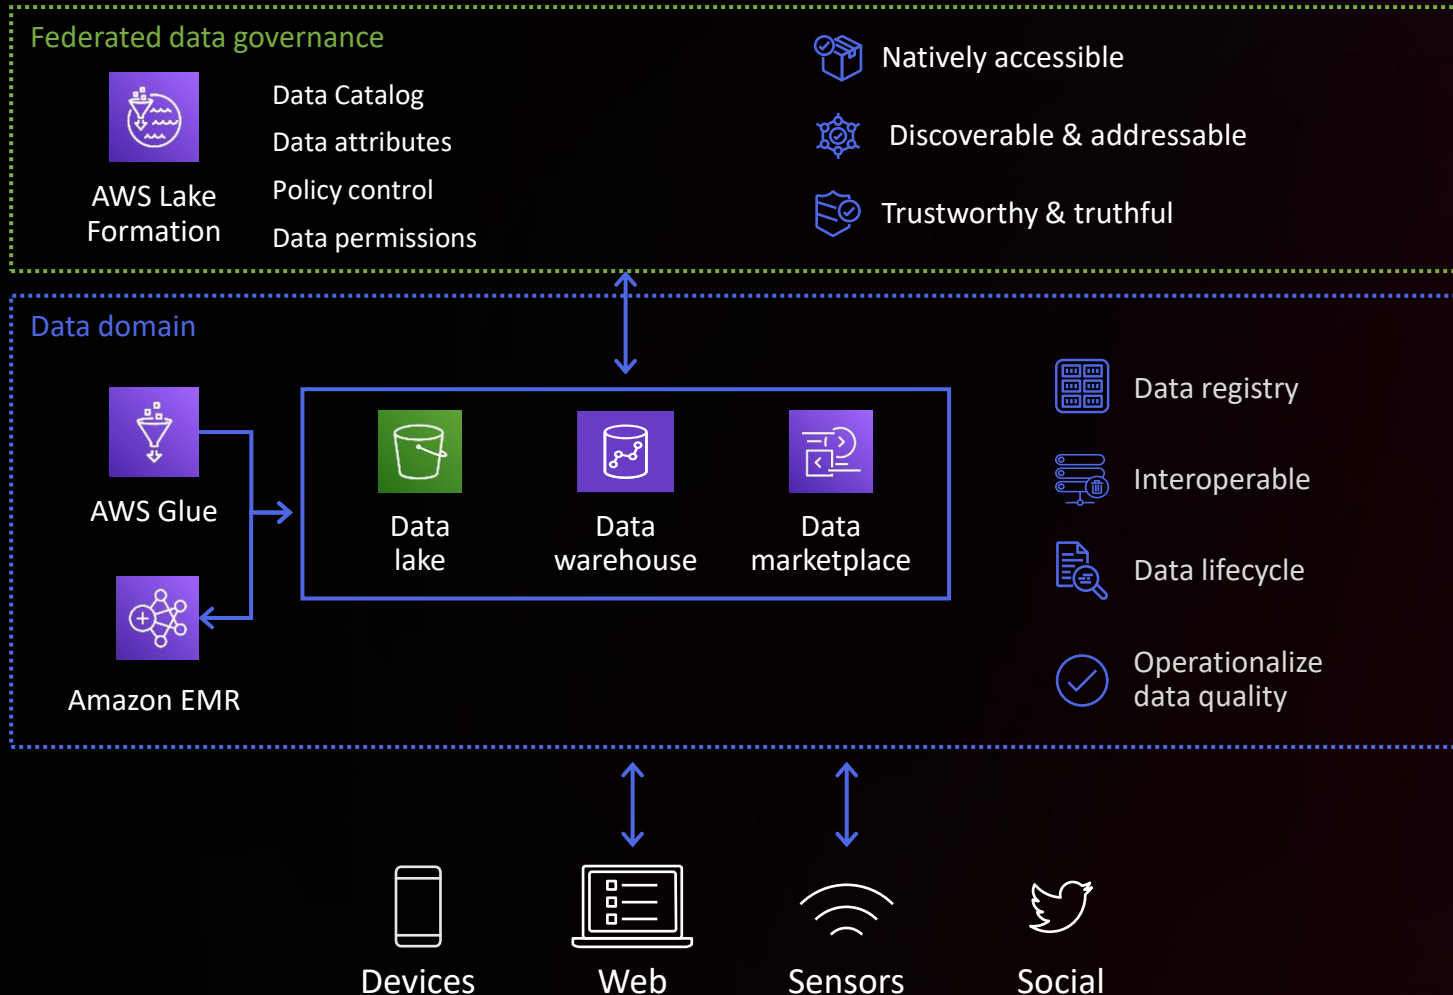 Federated data governance
AWS Lake
Formation
Data Catalog
Data attributes
Policy control
Data permissions
Natively accessible
Discoverable & addressable
Trustworthy & truthful
Data domain
AWS Glue
Amazon EMR
Data
lake
Data
warehouse
Data
marketplace
Data registry
Interoperable
Data lifecycle
Operationalize
data quality
Devices
Web
Sensors
Social